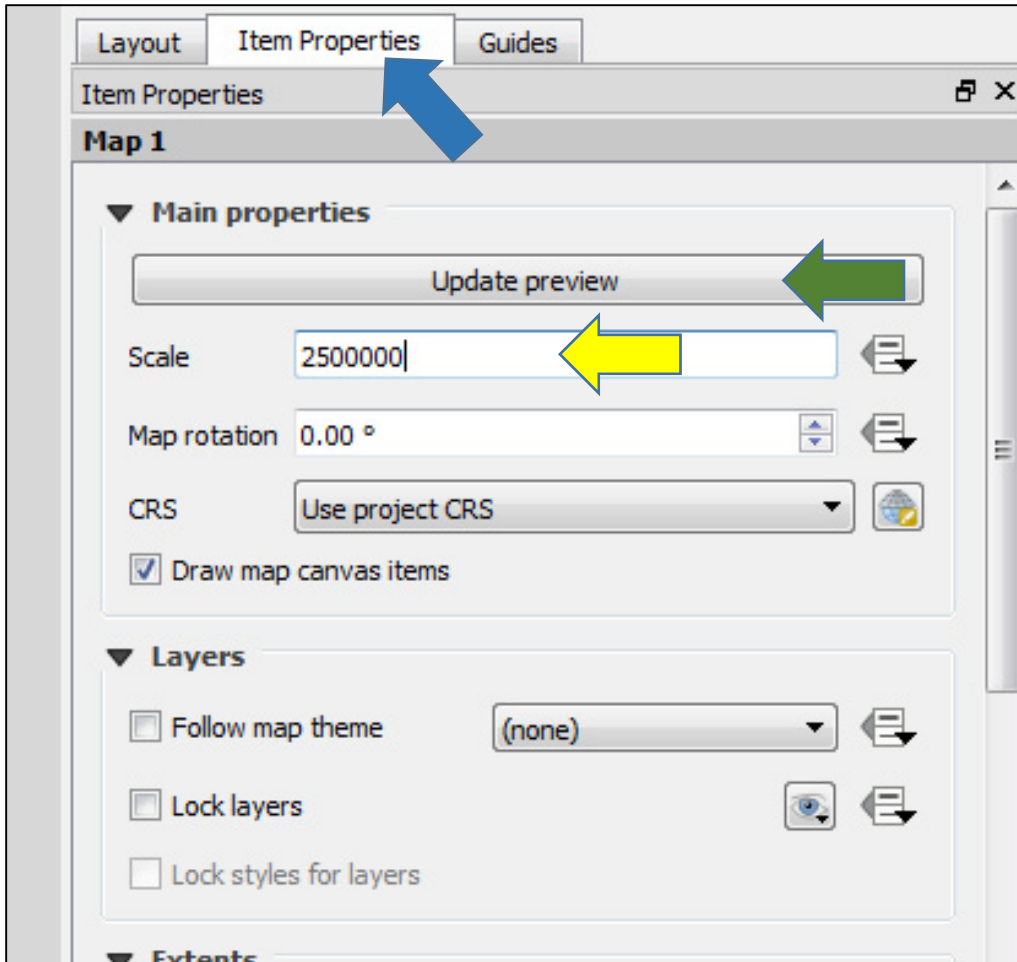 Layout Item Properties Guides
Item Properties
Map 1
Main properties
Update preview
Scale 2500000
Map rotation 0.00 °
CRS Use project CRS
Draw map canvas items
Layers
Follow map theme (none)
Lock layers
Lock styles for layers
Extents